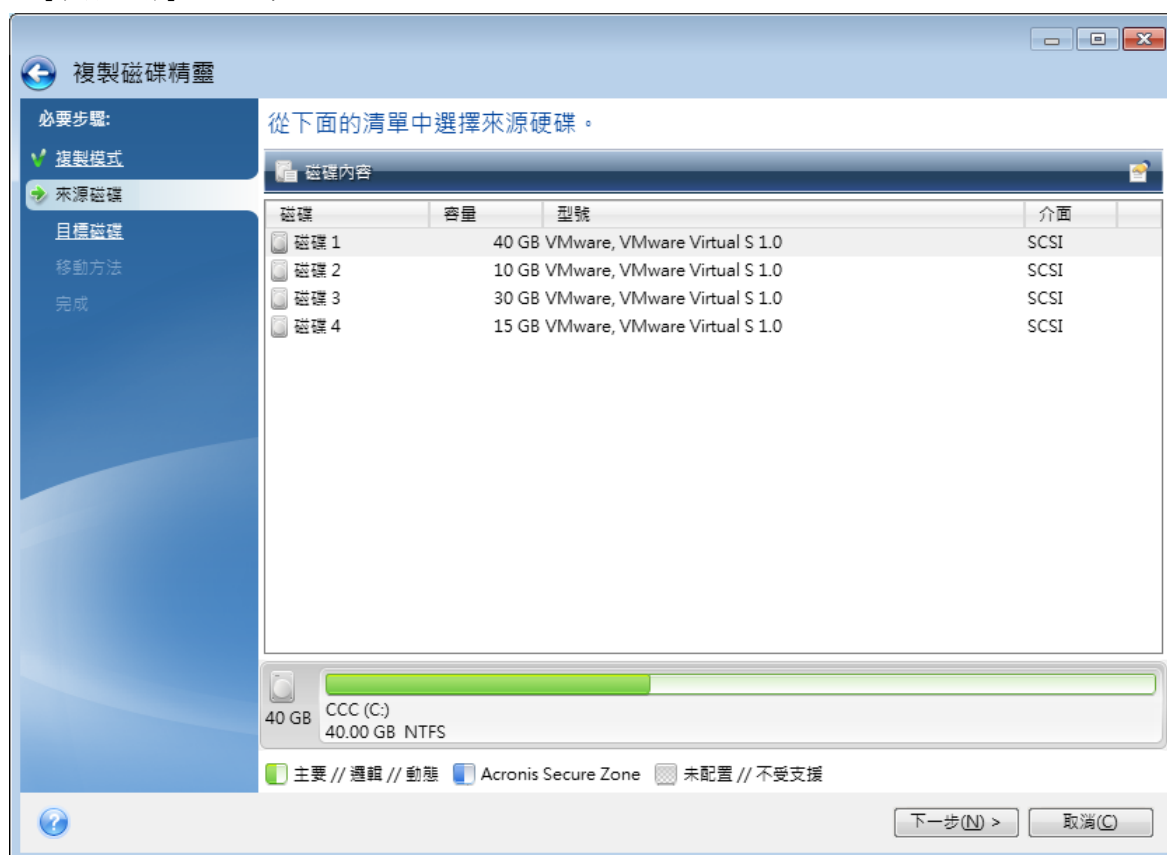 複製磁碟精靈
必要步驟:
複製模式
來源磁碟
目標磁碟
移動方法
完成
從下面的清單中選擇來源硬碟。
磁碟內容
磁碟 容量 型號 介面
磁碟 1 40 GB VMware, VMware Virtual S 1.0 SCSI
磁碟 2 10 GB VMware, VMware Virtual S 1.0 SCSI
磁碟 3 30 GB VMware, VMware Virtual S 1.0 SCSI
磁碟 4 15 GB VMware, VMware Virtual S 1.0 SCSI
40 GB
CCC (C:)
40.00 GB NTFS
主要 // 邏輯 // 動態 Acronis Secure Zone 未配置 // 不受支援
下一步(N) > 取消(C)